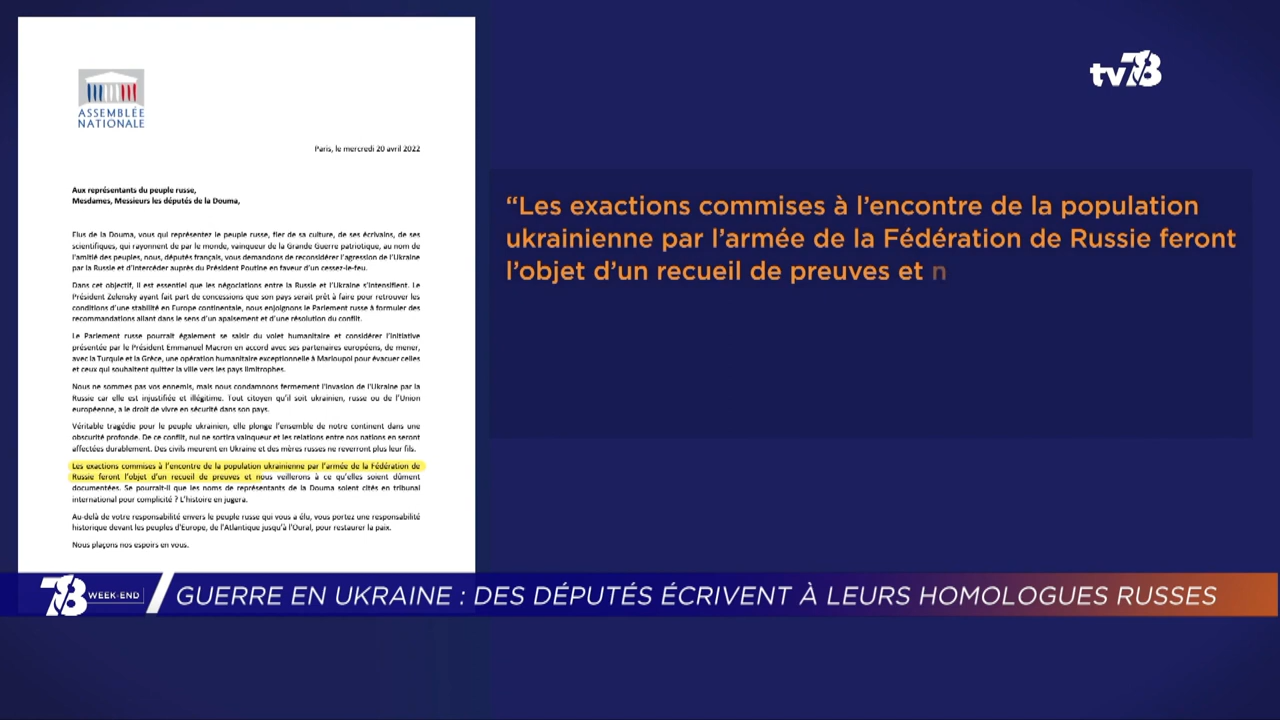 ASSEMBLÉE
NATIONALE
Paris, le mercredi 20 avril 2022
Aux représentants du peuple russe,
Mesdames, Messieurs les députés de la Douma,
Elus de la Douma, vous qui représentez le peuple russe, fier de sa culture, de ses écrivains, de ses
scientifiques, qui rayonnent de par le monde, vainqueur de la Grande Guerre patriotique, au nom de
l'amitié des peuples, nous, députés français, vous demandons de reconsidérer l'agression de l'Ukraine
par la Russie et d'intercéder auprès du Président Poutine en faveur d'un cessez-le-feu.
Dans cet objectif, il est essentiel que les négociations entre la Russie et l'Ukraine s'intensifient. Le
Président Zelensky ayant fait part de concessions que son pays serait prêt à faire pour retrouver les
conditions d'une stabilité en Europe continentale, nous enjoignons le Parlement russe à formuler des
recommandations allant dans le sens d'un apaisement et d'une résolution du conflit.
Le Parlement russe pourrait également se saisir du volet humanitaire et considérer l'initiative
présentée par le Président Emmanuel Macron en accord avec ses partenaires européens, de mener,
avec la Turquie et la Grèce, une opération humanitaire exceptionnelle à Marioupol pour évacuer celles
et ceux qui souhaitent quitter la ville vers les pays limitrophes.
Nous ne sommes pas vos ennemis, mais nous condamnons fermement l'invasion de l'Ukraine par la
Russie car elle est injustifiée et illégitime. Tout citoyen qu'il soit ukrainien, russe ou de l'Union
européenne, a le droit de vivre en sécurité dans son pays.
Véritable tragédie pour le peuple ukrainien, elle plonge l'ensemble de notre continent dans une
obscurité profonde. De ce conflit, nul ne sortira vainqueur et les relations entre nos nations en seront
affectées durablement. Des civils meurent en Ukraine et des mères russes ne reverront plus leur fils.
Les exactions commises à l'encontre de la population ukrainienne par l'armée de la Fédération de
Russie feront l'objet d'un recueil de preuves et nous veillerons à ce qu'elles soient dûment
documentées. Se pourrait-il que les noms de représentants de la Douma soient cités en tribunal
international pour complicité ? L'histoire en jugera.
Au-delà de votre responsabilité envers le peuple russe qui vous a élu, vous portez une responsabilité
historique devant les peuples d'Europe, de l'Atlantique jusqu'à l'Oural, pour restaurer la paix.
Nous plaçons nos espoirs en vous.
tv78
“Les exactions commises à l’encontre de la population
ukrainienne par l’armée de la Fédération de Russie feront
l’objet d’un recueil de preuves et n
78 WEEK-END
GUERRE EN UKRAINE : DES DÉPUTÉS ÉCRIVENT À LEURS HOMOLOGUES RUSSES